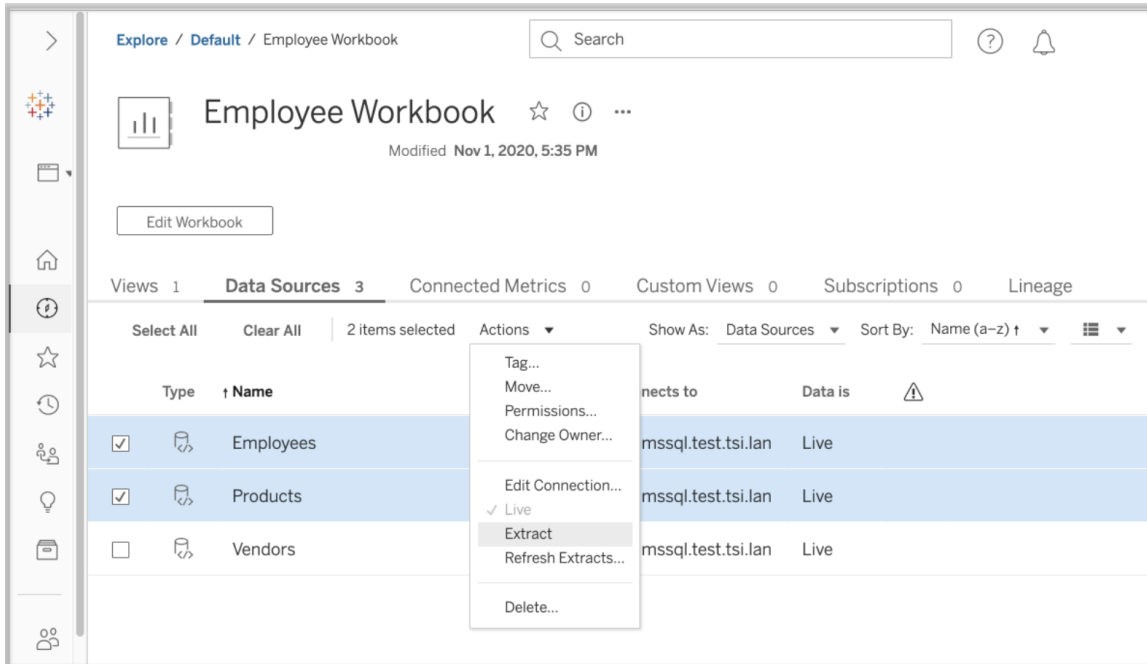 Explore / Default / Employee Workbook
Search
Employee Workbook
Modified Nov 1, 2020, 5:35 PM
Edit Workbook
Views 1 Data Sources 3 Connected Metrics 0 Custom Views 0 Subscriptions 0 Lineage
Select All Clear All 2 items selected Actions Show As: Data Sources Sort By: Name (a–z) ↑
Tag...
Move...
Type ↑ Name nects to Data is
Permissions...
Change Owner...
Employees mssql.test.tsi.lan Live
Edit Connection...
Products mssql.test.tsi.lan Live
✓ Live
Extract
Vendors mssql.test.tsi.lan Live
Refresh Extracts...
Delete...